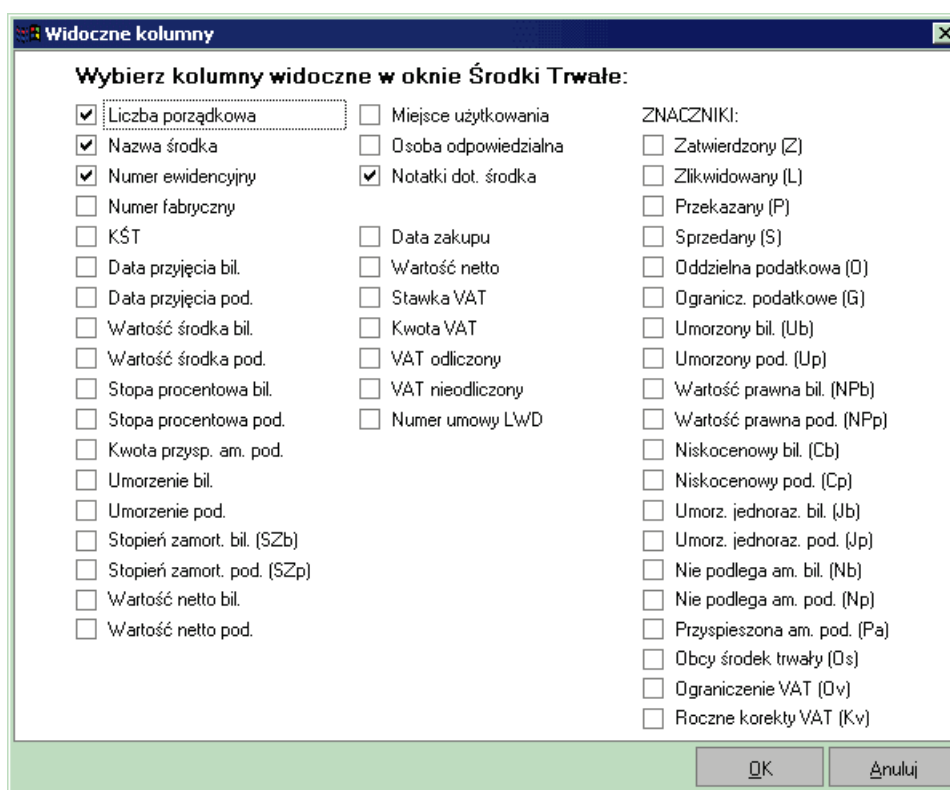 Widoczne kolumny
Wybierz kolumny widoczne w oknie Środki Trwałe:
Liczba porządkowa
Nazwa środka
Numer ewidencyjny
Numer fabryczny
KŚT
Data przyjęcia bil.
Data przyjęcia pod.
Wartość środka bil.
Wartość środka pod.
Stopa procentowa bil.
Stopa procentowa pod.
Kwota przysp. am. pod.
Umorzenie bil.
Umorzenie pod.
Stopień zamort. bil. (SZb)
Stopień zamort. pod. (SZp)
Wartość netto bil.
Wartość netto pod.
Miejsce użytkowania
Osoba odpowiedzialna
Notatki dot. środka
Data zakupu
Wartość netto
Stawka VAT
Kwota VAT
VAT odliczony
VAT nieodliczony
Numer umowy LWD
ZNACZNIKI:
Zatwierdzony (Z)
Zlikwidowany (L)
Przekazany (P)
Sprzedany (S)
Oddzielna podatkowa (O)
Ogranicz. podatkowe (G)
Umorzony bil. (Ub)
Umorzony pod. (Up)
Wartość prawna bil. (NPb)
Wartość prawna pod. (NPp)
Niskocenowy bil. (Cb)
Niskocenowy pod. (Cp)
Umorz. jednoraz. bil. (Jb)
Umorz. jednoraz. pod. (Jp)
Nie podlega am. bil. (Nb)
Nie podlega am. pod. (Np)
Przyspieszona am. pod. (Pa)
Obcy środek trwały (Os)
Ograniczenie VAT (Ov)
Roczne korekty VAT (Kv)
OK
Anuluj